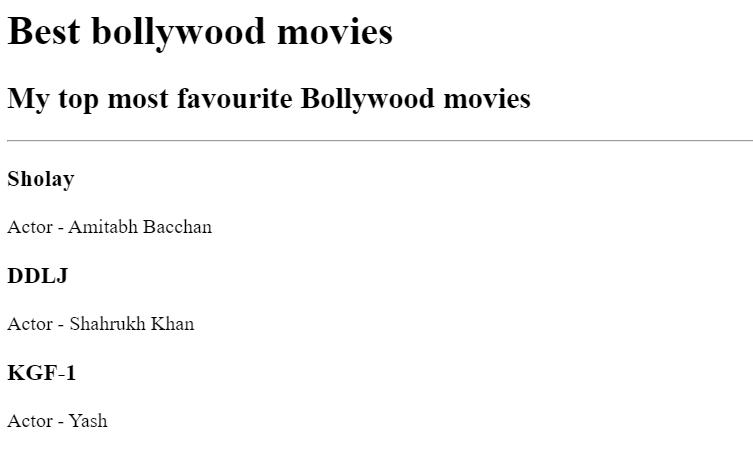 Best bollywood movies
My top most favourite Bollywood movies
Sholay
Actor - Amitabh Bacchan
DDLJ
Actor - Shahrukh Khan
KGF-1
Actor - Yash